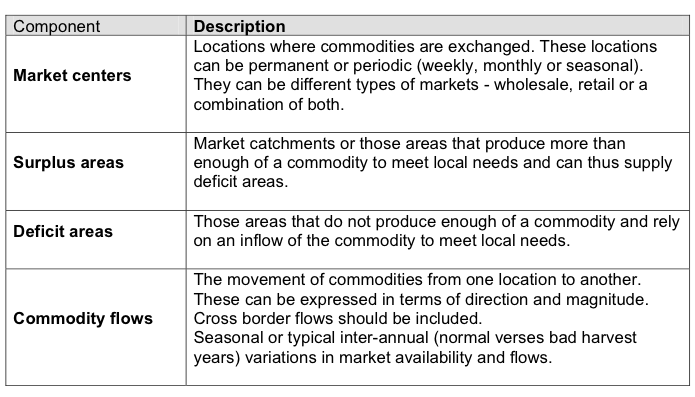 Component Description
Locations where commodities are exchanged. These locations
can be permanent or periodic (weekly, monthly or seasonal).
Market centers
They can be different types of markets - wholesale, retail or a
combination of both.
Market catchments or those areas that produce more than
Surplus areas
enough of a commodity to meet local needs and can thus supply
deficit areas.
Those areas that do not produce enough of a commodity and rely
Deficit areas
on an inflow of the commodity to meet local needs.
The movement of commodities from one location to another.
These can be expressed in terms of direction and magnitude.
Commodity flows
Cross border flows should be included.
Seasonal or typical inter-annual (normal verses bad harvest
years) variations in market availability and flows.